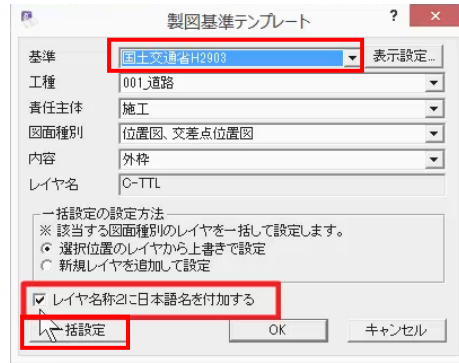 製図基準テンプレート ? ×
基準 国土交通省H2903 表示設定...
工種 001_道路
責任主体 施工
図面種別 位置図、交差点位置図
内容 外枠
レイヤ名 C-TTL
一括設定の設定方法
※ 該当する図面種別のレイヤを一括して設定します。
選択位置のレイヤから上書きで設定
新規レイヤを追加して設定
レイヤ名称2に日本語名を付加する
一括設定 OK キャンセル